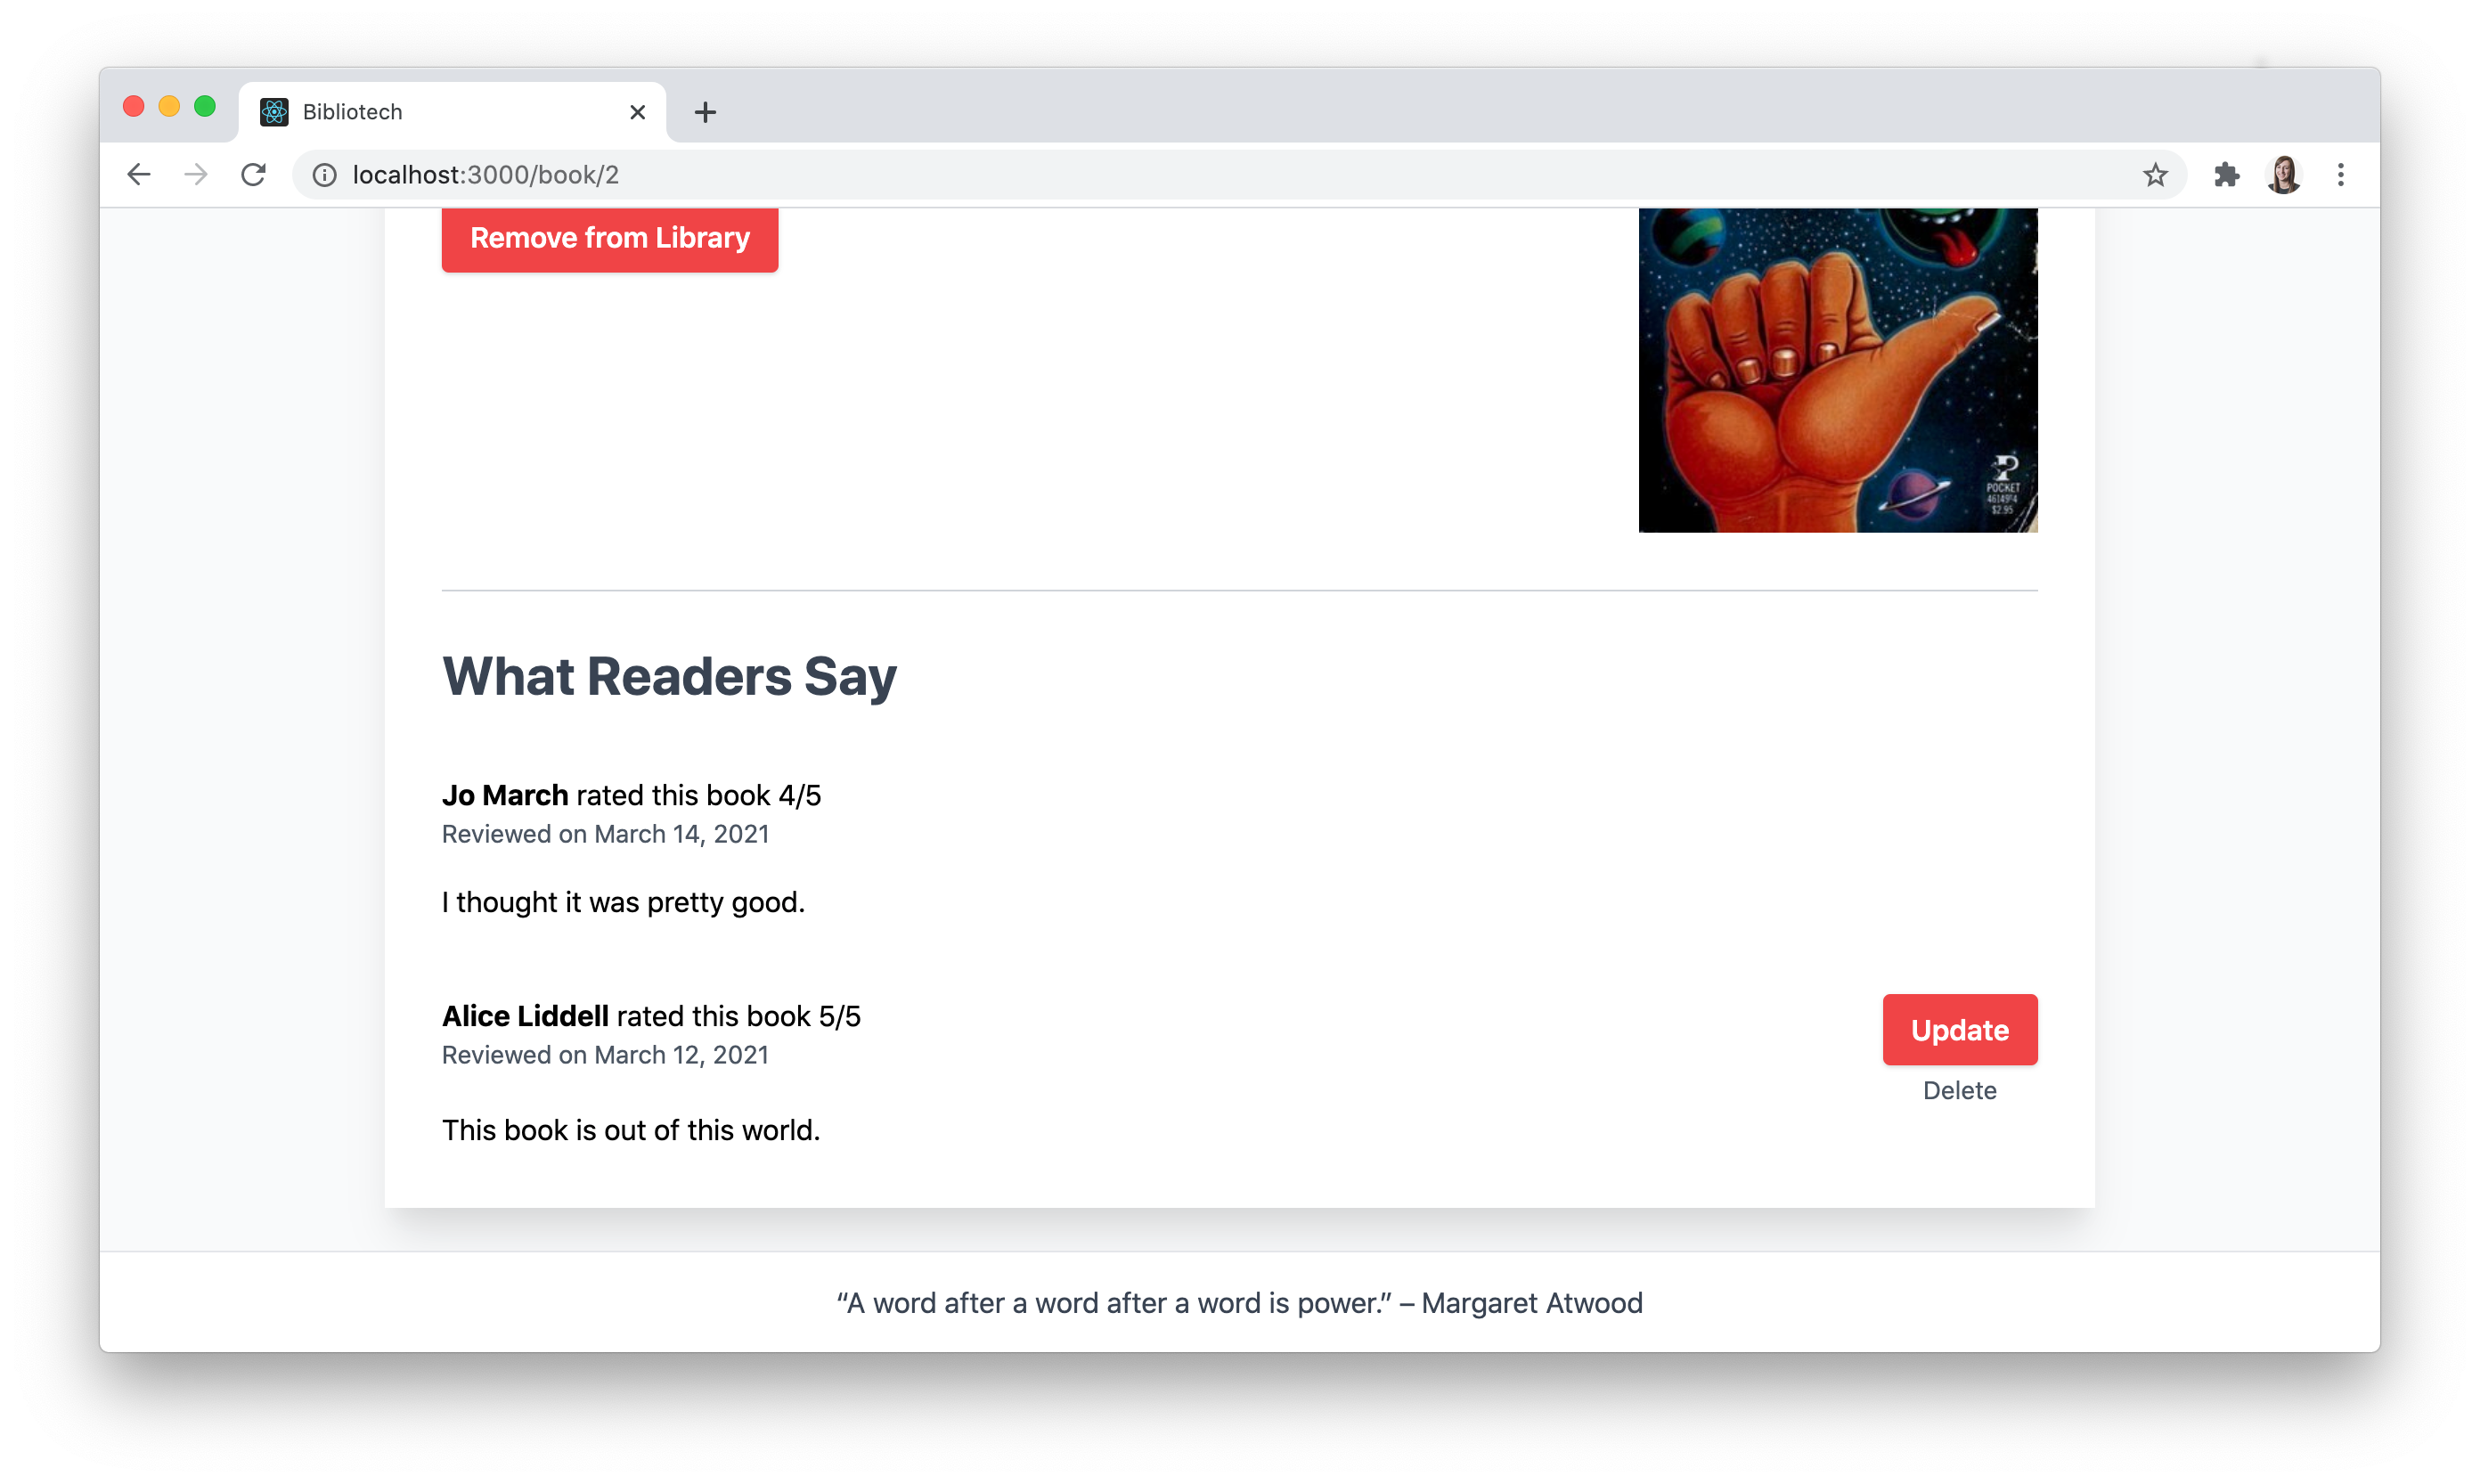 Bibliotech
localhost:3000/book/2
Remove from Library
POCKET
$2.95
What Readers Say
Jo March rated this book 4/5
Reviewed on March 14, 2021
I thought it was pretty good.
Alice Liddell rated this book 5/5
Update
Reviewed on March 12, 2021
Delete
This book is out of this world.
“A word after a word after a word is power.” – Margaret Atwood